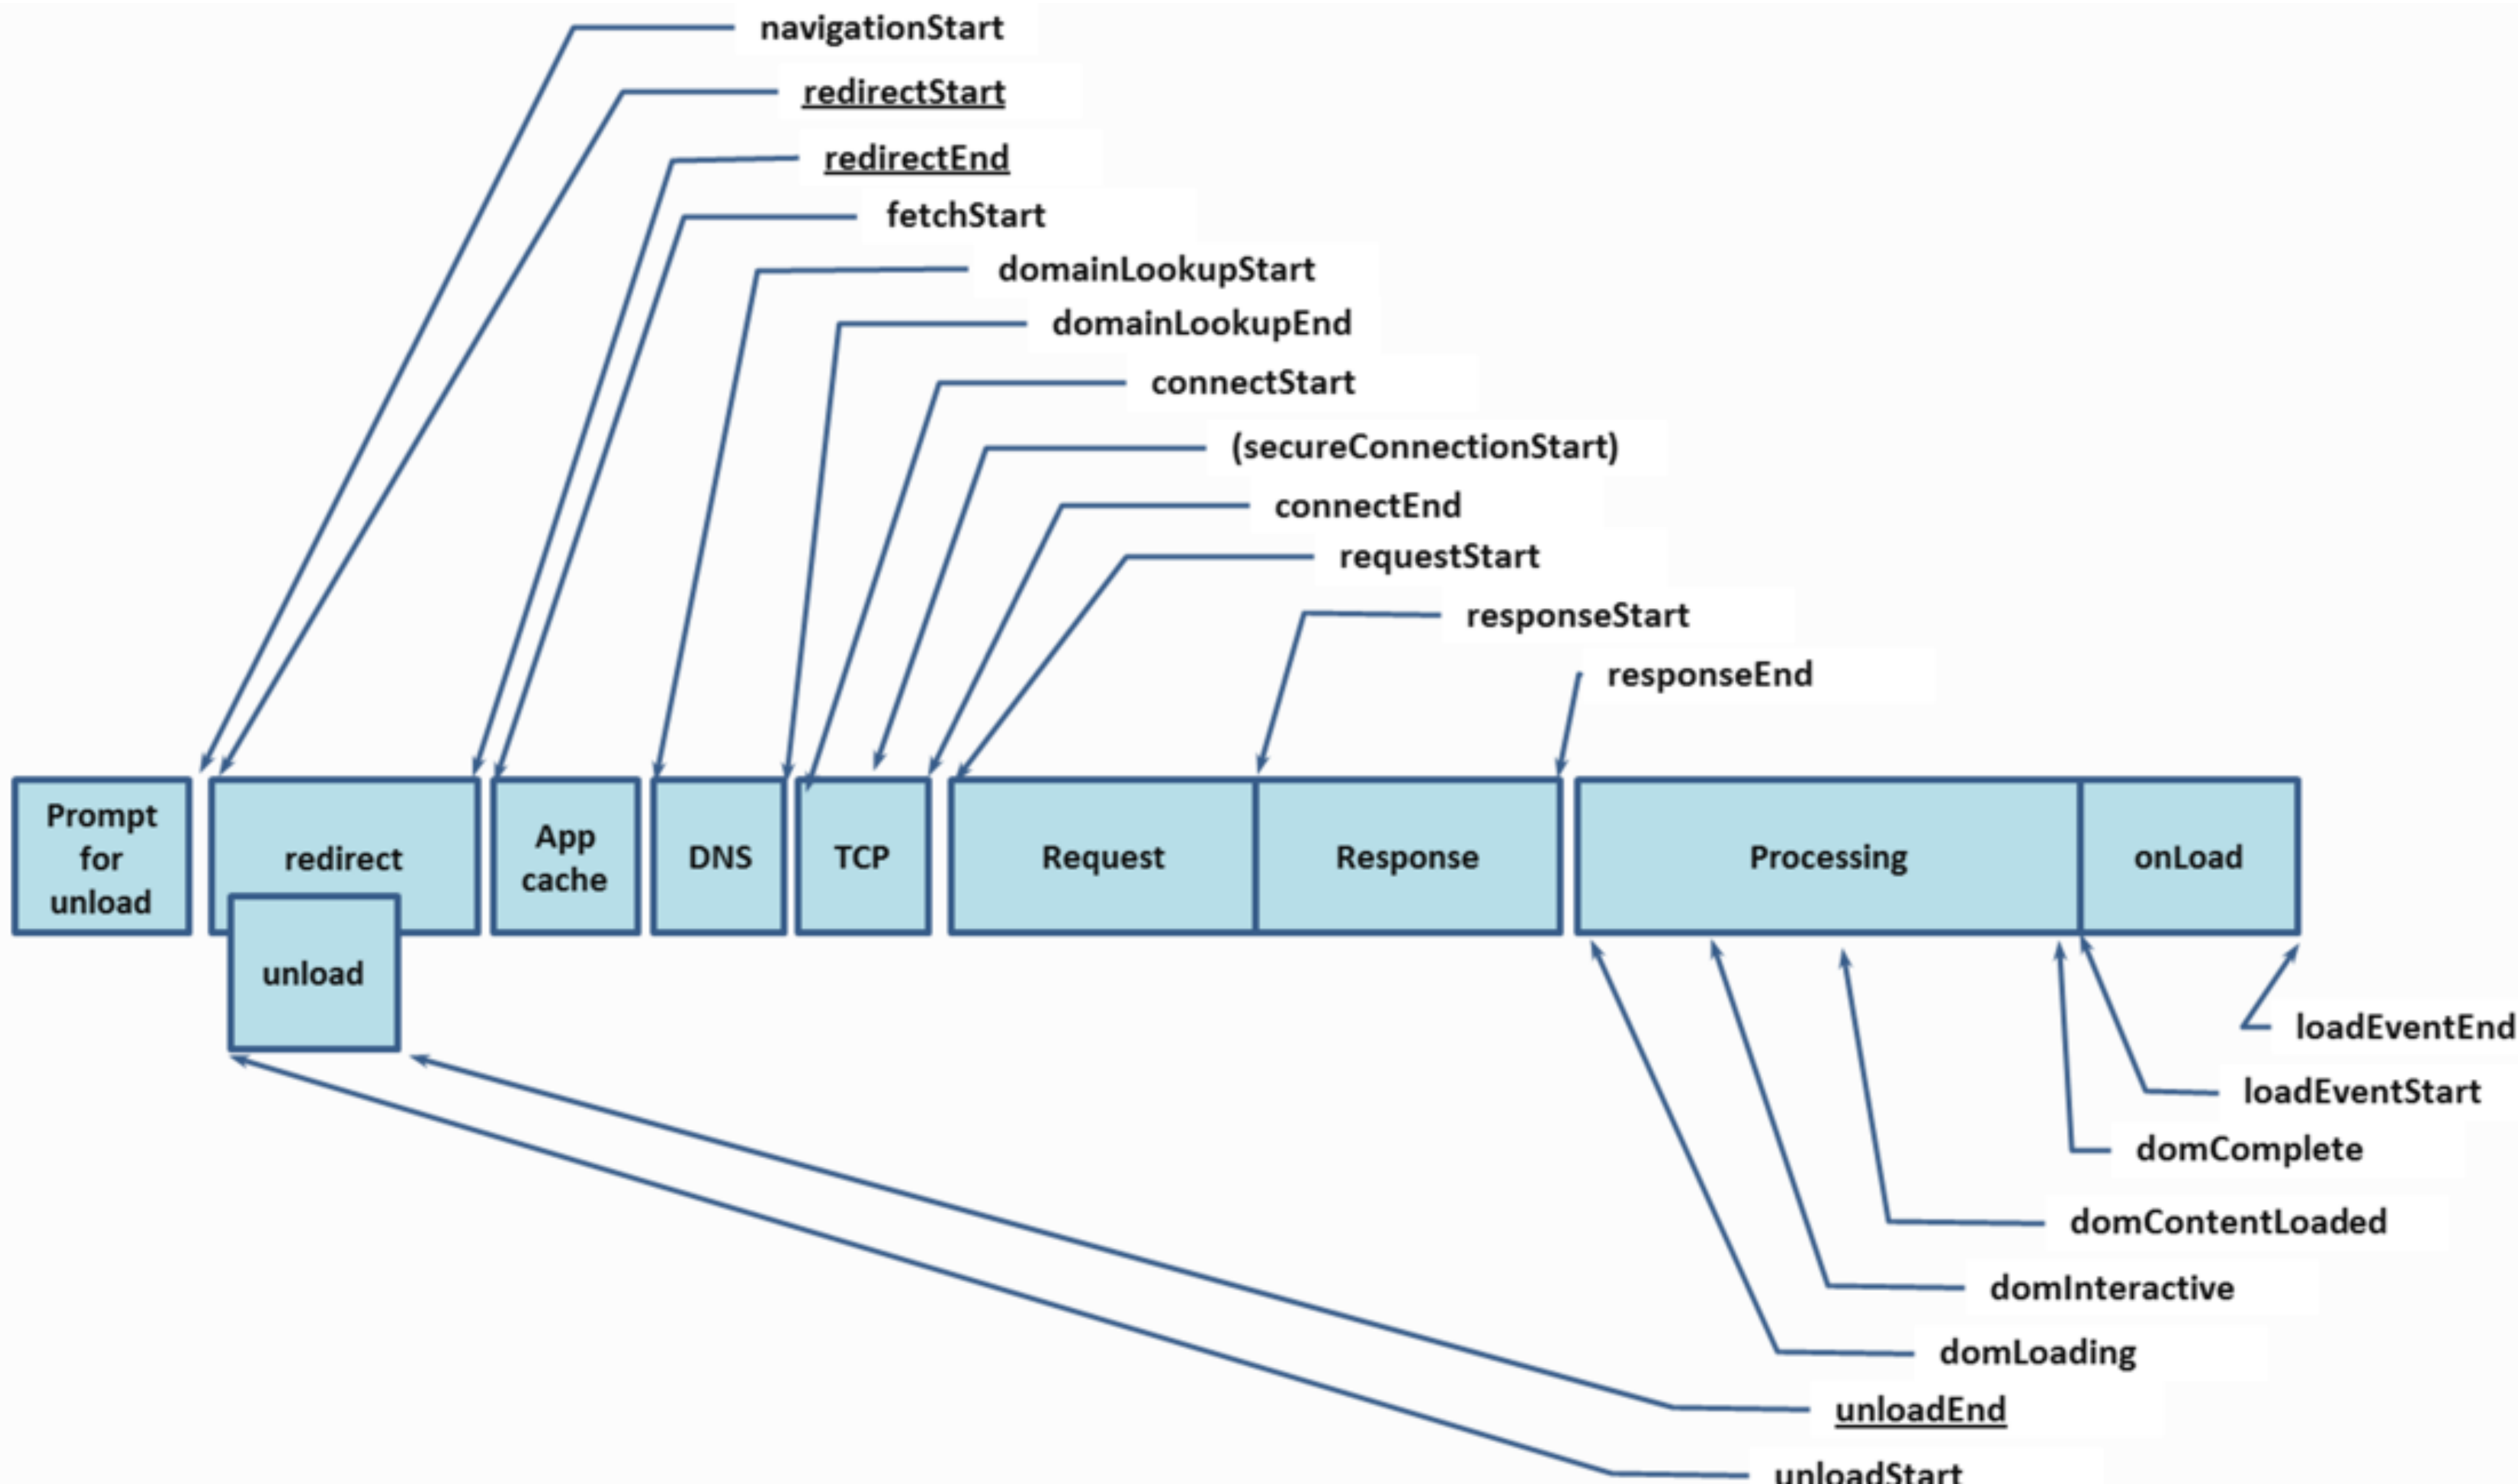 navigationStart
redirectStart
redirectEnd
fetchStart
domainLookupStart
domainLookupEnd
connectStart
(secureConnectionStart)
connectEnd
requestStart
responseStart
responseEnd
Prompt
for
unload
redirect
unload
App
cache
DNS
TCP
Request
Response
Processing
onLoad
loadEventEnd
loadEventStart
domComplete
domContentLoaded
domInteractive
domLoading
unloadEnd
unloadStart